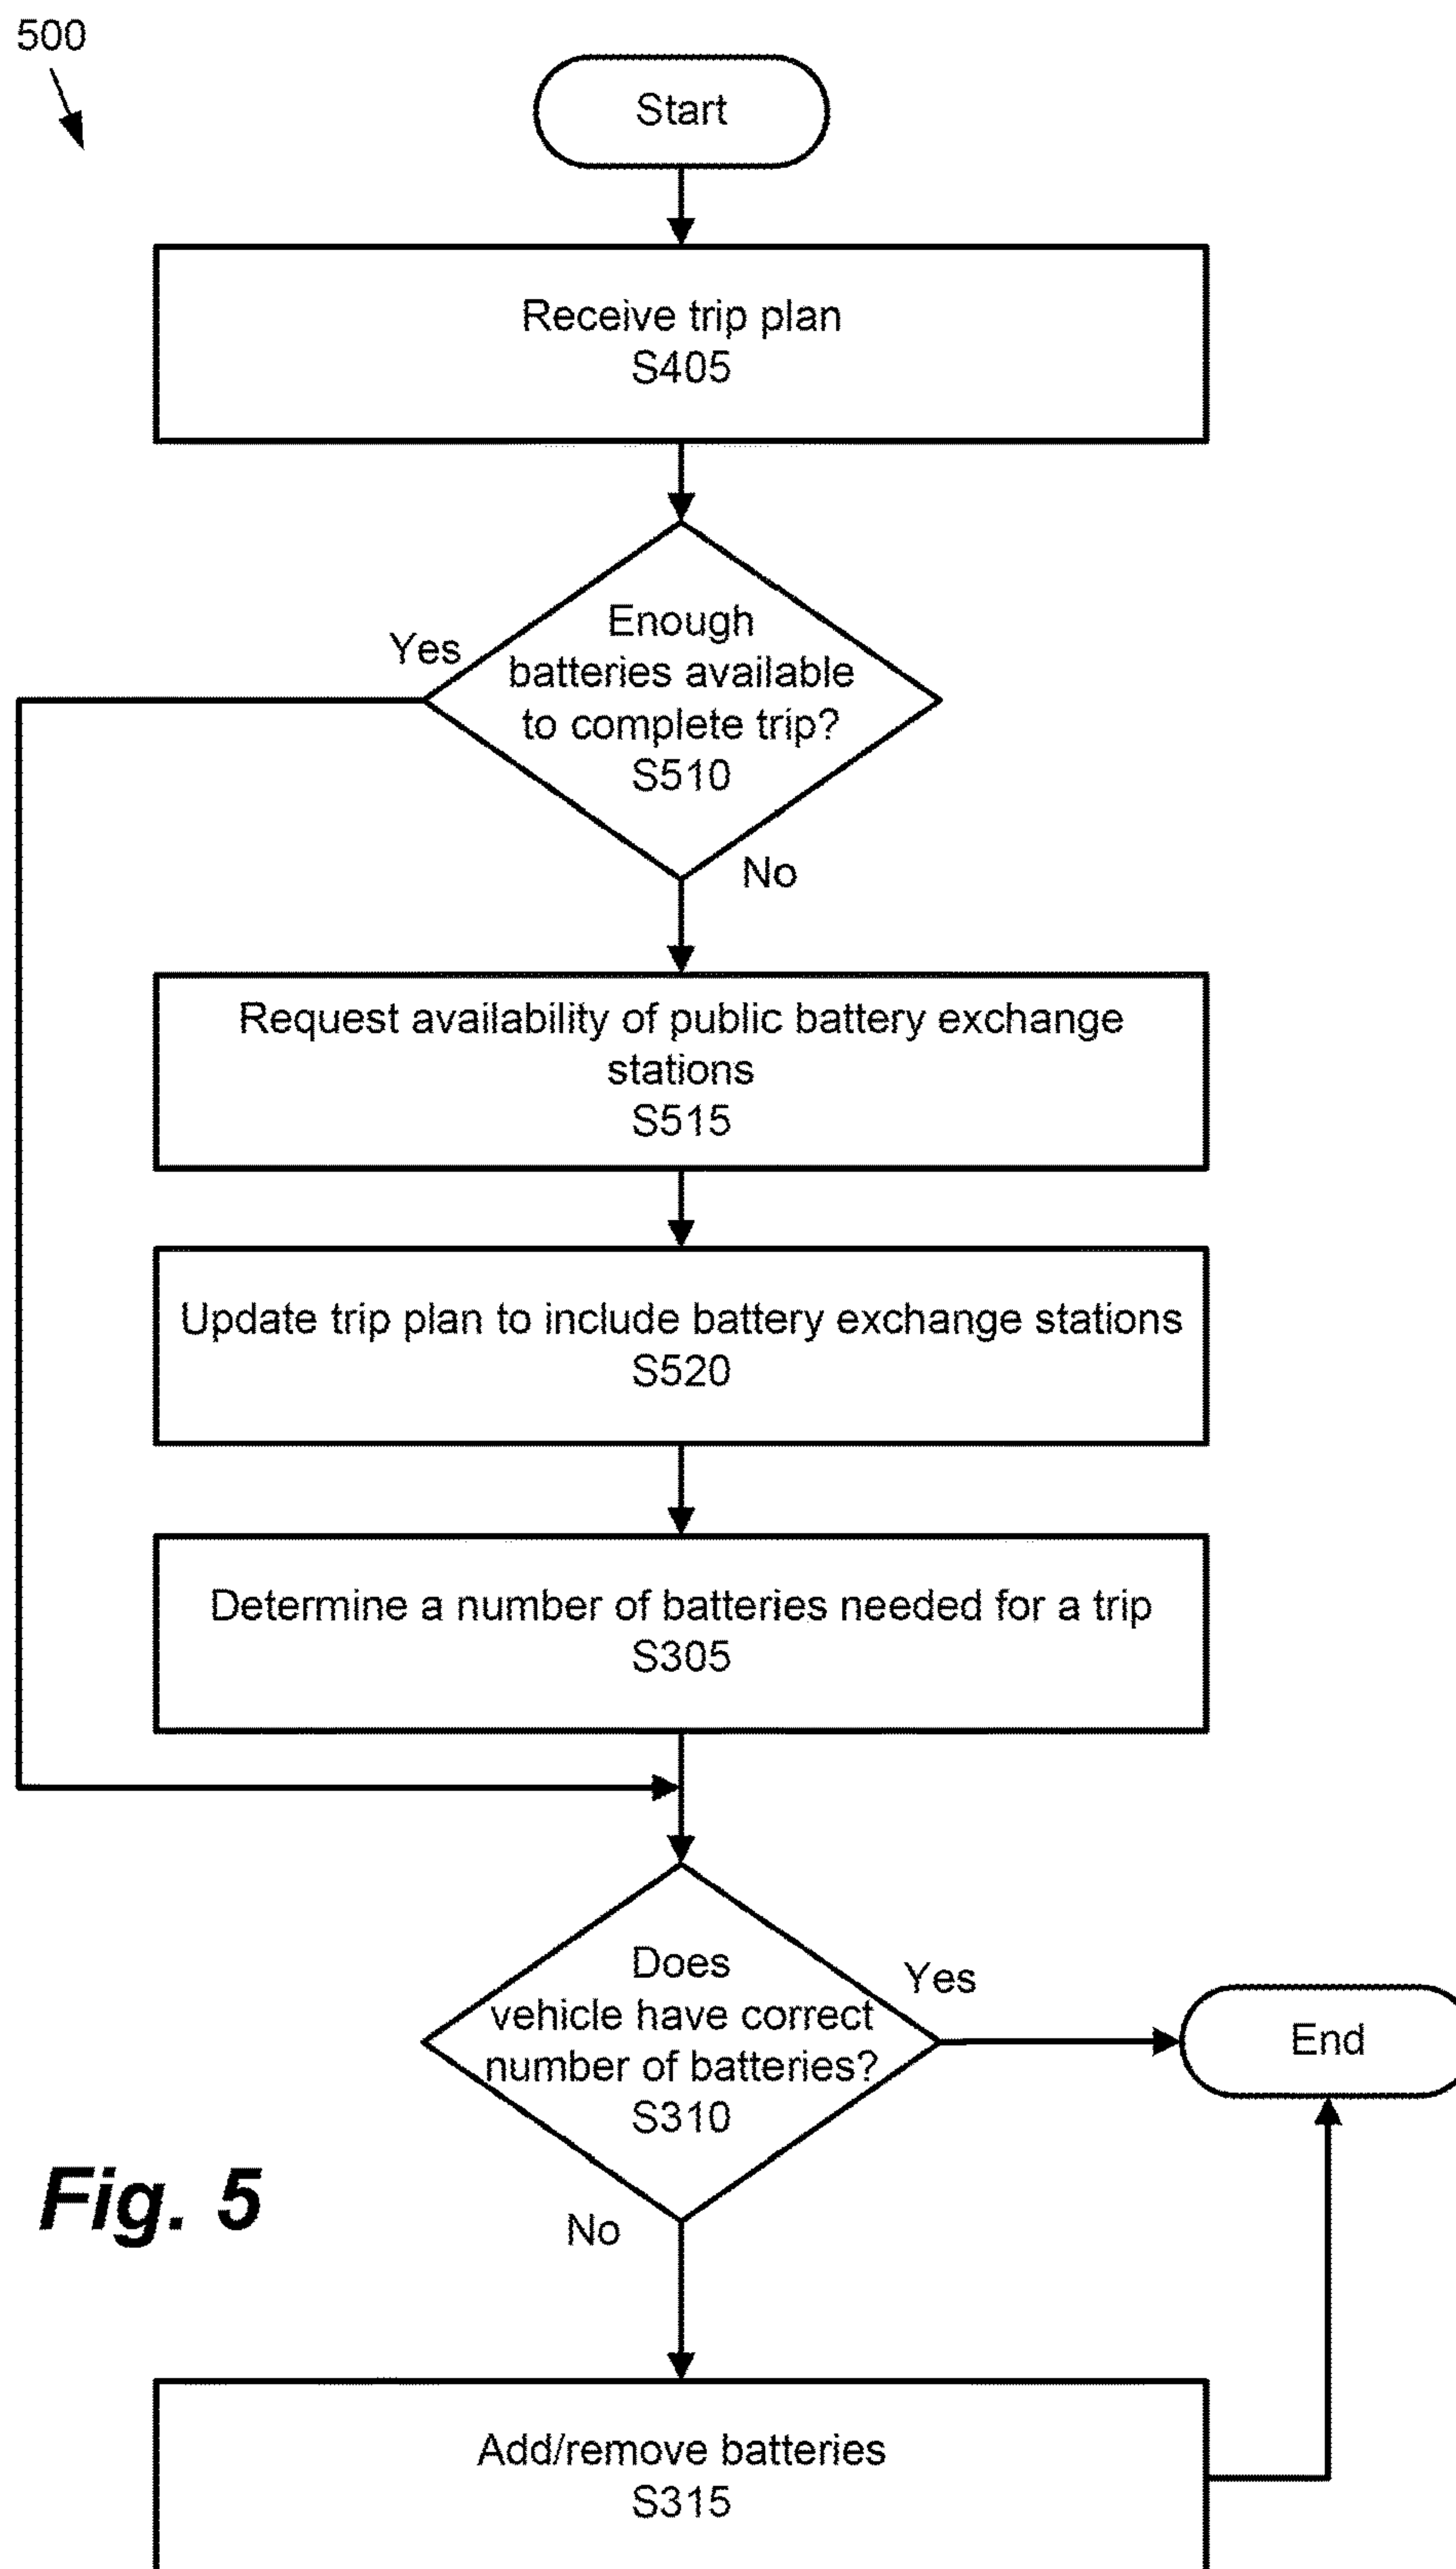 500
Start
Receive trip plan
S405
Enough
batteries available
to complete trip?
S510
Yes
No
Request availability of public battery exchange
stations
S515
Update trip plan to include battery exchange stations
S520
Determine a number of batteries needed for a trip
S305
Does
vehicle have correct
number of batteries?
S310
Yes
End
No
Fig. 5
Add/remove batteries
S315